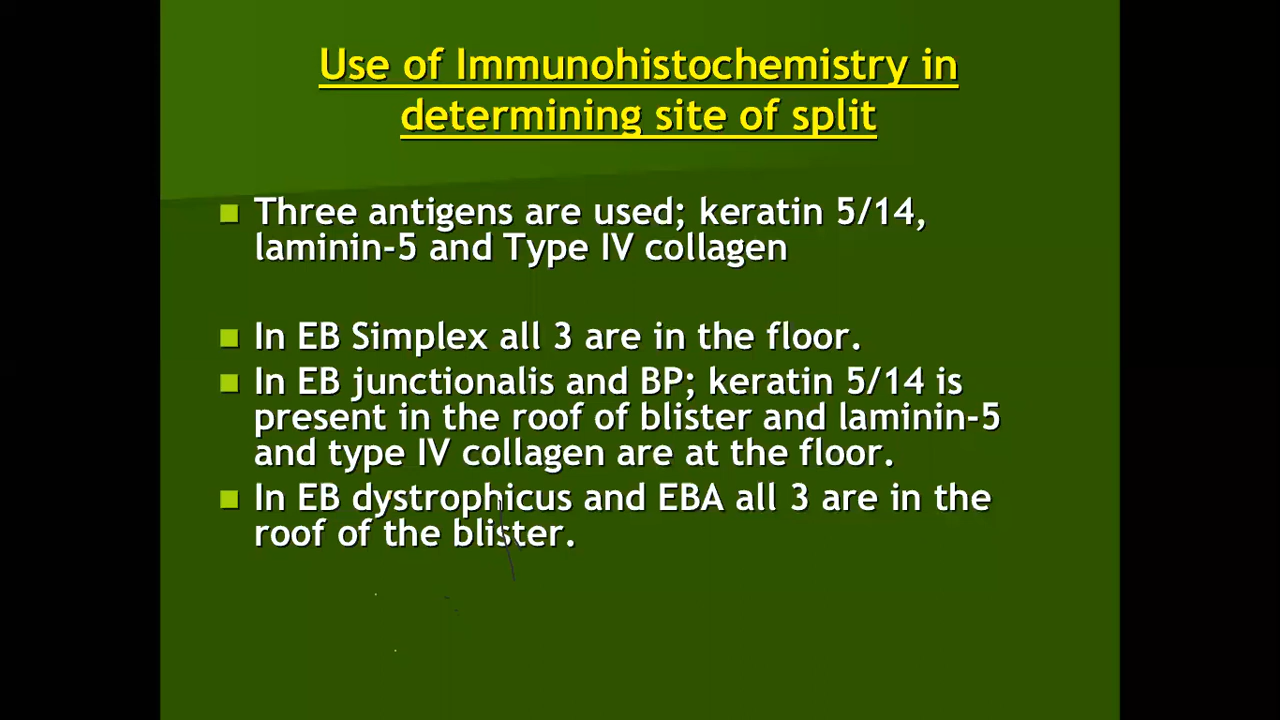 Use of Immunohistochemistry in
determining site of split
Three antigens are used; keratin 5/14,
laminin-5 and Type IV collagen
In EB Simplex all 3 are in the floor.
In EB junctionalis and BP; keratin 5/14 is
present in the roof of blister and laminin-5
and type IV collagen are at the floor.
In EB dystrophicus and EBA all 3 are in the
roof of the blister.